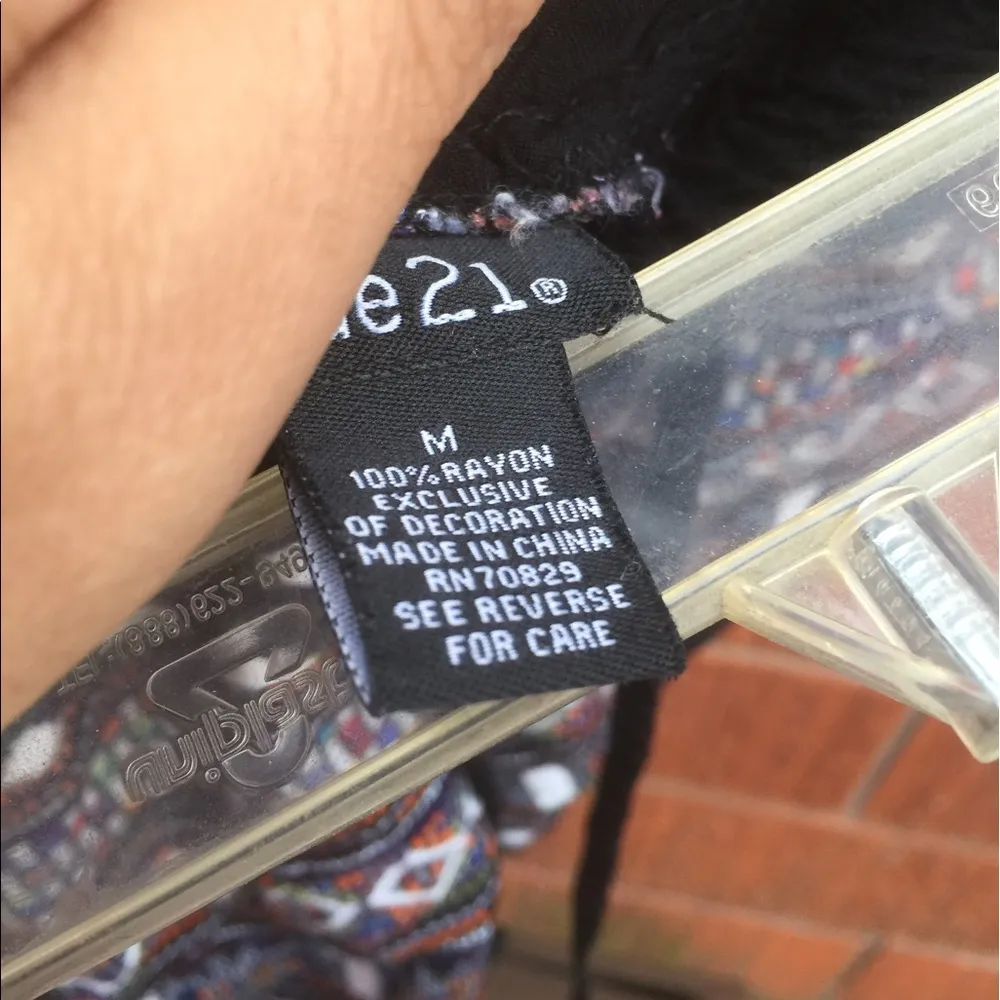 e21®
M
100% RAYON
EXCLUSIVE
OF DECORATION
MADE IN CHINA
RN70829
SEE REVERSE
FOR CARE